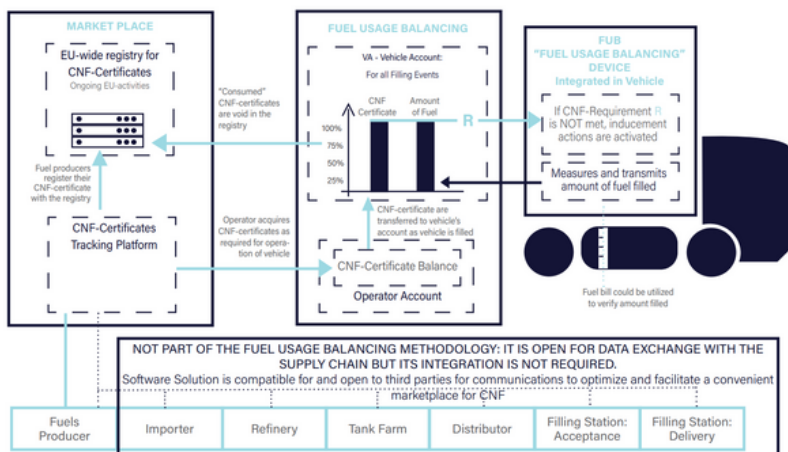 MARKET PLACE
EU-wide registry for
CNF-Certificates
Ongoing EU-activities
Fuel producers
register their
CNF-certificate
with the registry
CNF-Certificates
Tracking Platform
"Consumed"
CNF-certificates
are void in the
registry
Operator acquires
CNF-certificates as
required for opera-
tion of vehicle
FUEL USAGE BALANCING
VA - Vehicle Account:
For all Filling Events
CNF
Certificate
Amount
of Fuel
100%
75%
50%
25%
R
CNF-certificate are
transferred to vehicle's
account as vehicle is filled
CNF-Certificate Balance
Operator Account
FUB
"FUEL USAGE BALANCING"
DEVICE
Integrated in Vehicle
If CNF-Requirement R
is NOT met, inducement
actions are activated
Measures and transmits
amount of fuel filled
Fuel bill could be utilized
to verify amount filled
NOT PART OF THE FUEL USAGE BALANCING METHODOLOGY: IT IS OPEN FOR DATA EXCHANGE WITH THE
SUPPLY CHAIN BUT ITS INTEGRATION IS NOT REQUIRED.
Software Solution is compatible for and open to third parties for communications to optimize and facilitate a convenient
marketplace for CNF
Fuels
Producer
Importer
Refinery
Tank Farm
Distributor
Filling Station:
Acceptance
Filling Station:
Delivery